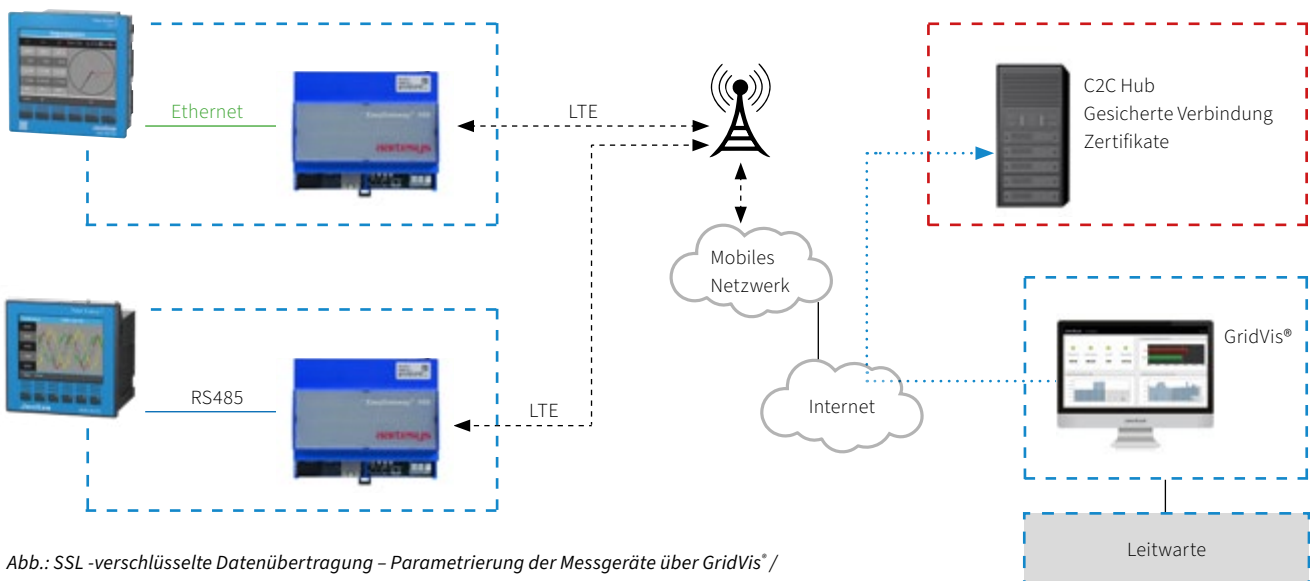 Ethernet
LTE
C2C Hub
Gesicherte Verbindung
Zertifikate
Mobiles
Netzwerk
GridVis®
RS485
LTE
Internet
Leitwarte
Abb.: SSL -verschlüsselte Datenübertragung – Parametrierung der Messgeräte über GridVis® /